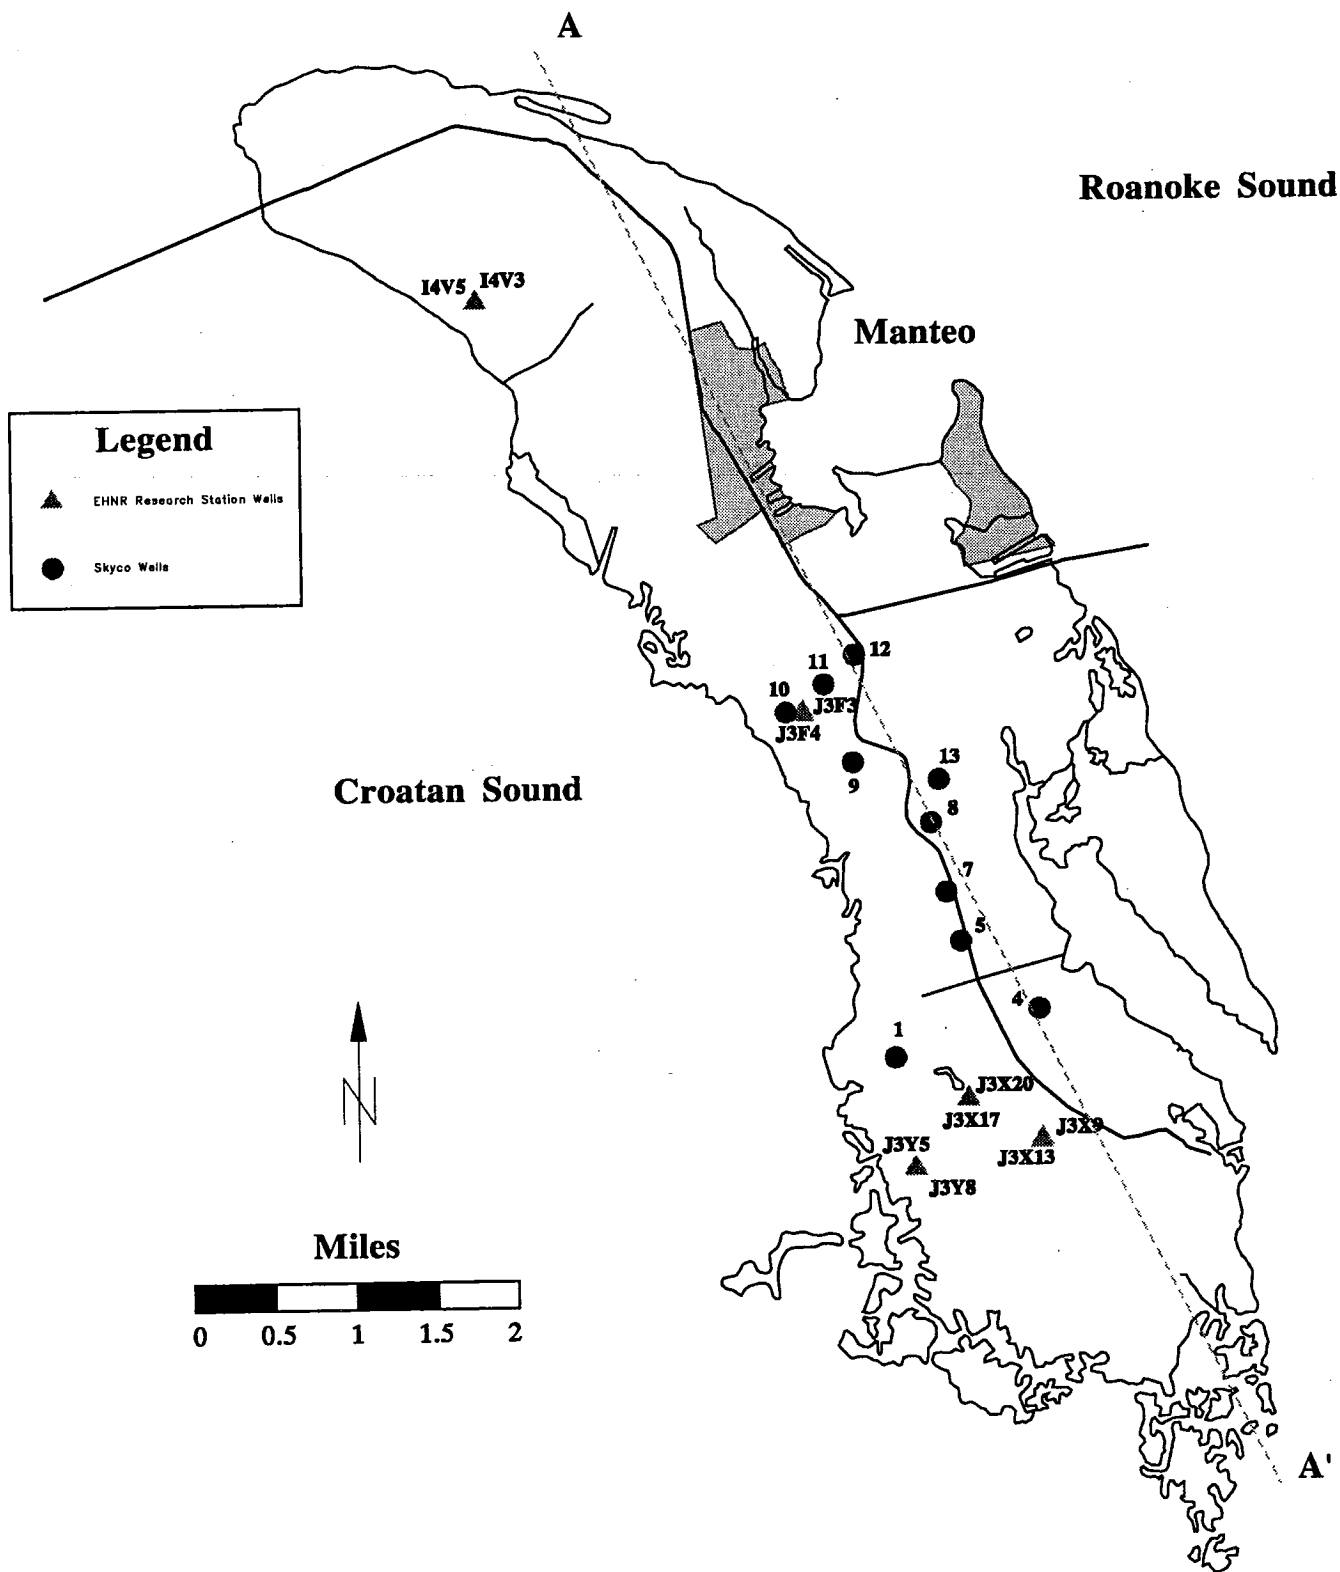 A
Roanoke Sound
I4V5 I4V3
Manteo
Legend
EHNR Research Station Wells
Skyco Wells
12
11
10
J3F3
J3F4
13
9
Croatan Sound
8
7
5
4
1
J3X20
J3X17
J3X9
J3Y5
J3X13
J3Y8
N
Miles
0 0.5 1 1.5 2
A'